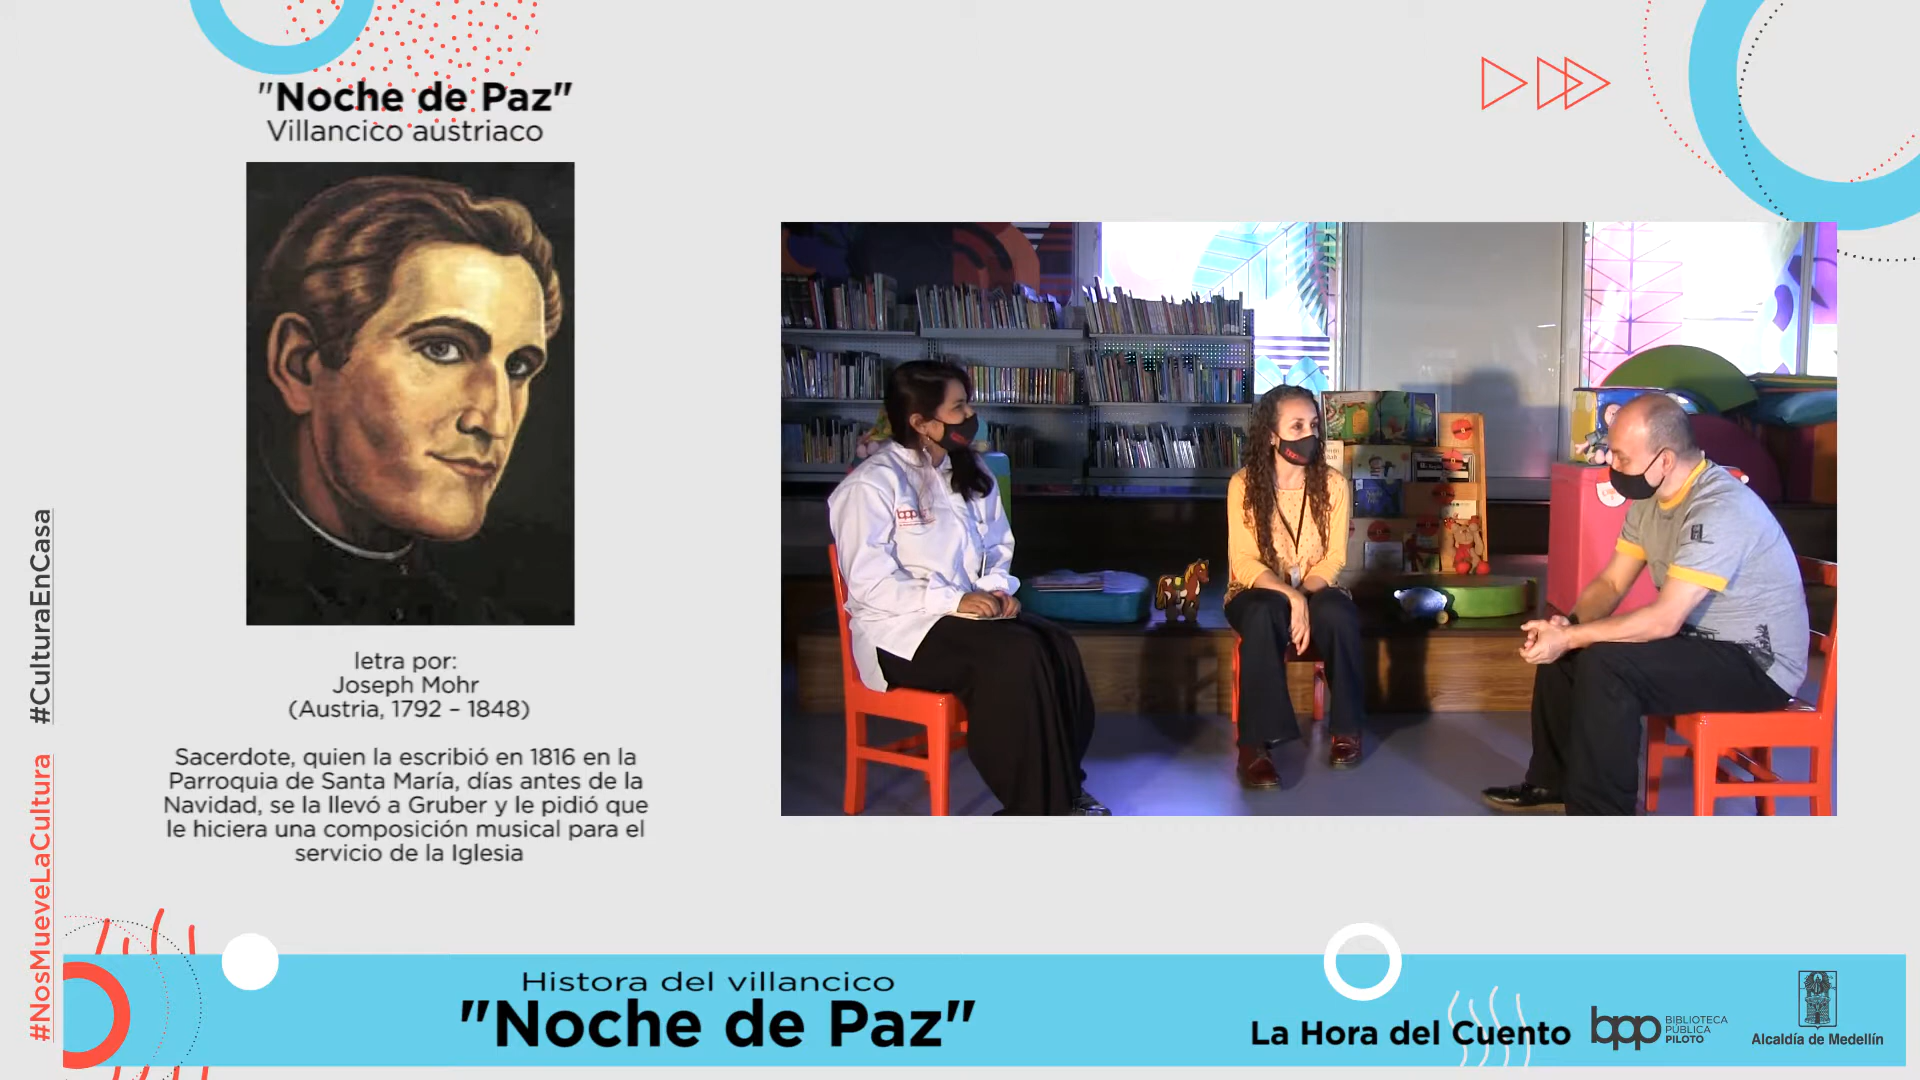 "Noche de Paz"
Villancico austriaco
letra por:
Joseph Mohr
(Austria, 1792 – 1848)
Sacerdote, quien la escribió en 1816 en la
Parroquia de Santa María, días antes de la
Navidad, se la llevó a Gruber y le pidió que
le hiciera una composición musical para el
servicio de la Iglesia
#CulturaEnCasa
#NosMueveLaCultura
bpp
Histora del villancico
"Noche de Paz"
La Hora del Cuento
bpp
BIBLIOTECA
PÚBLICA
PILOTO
Alcaldía de Medellín